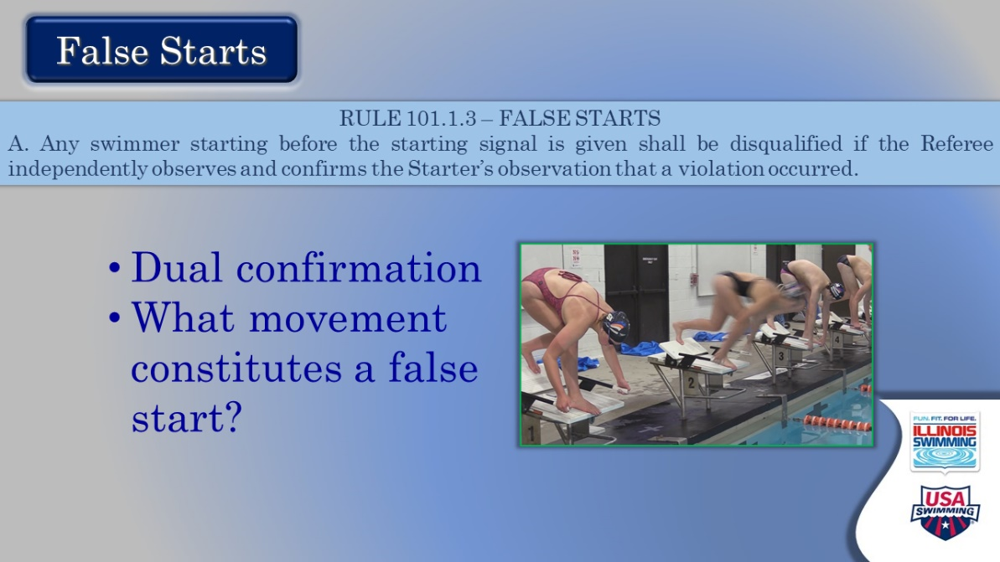 False Starts
RULE 101.1.3 – FALSE STARTS
A. Any swimmer starting before the starting signal is given shall be disqualified if the Referee
independently observes and confirms the Starter's observation that a violation occurred.
• Dual confirmation
• What movement
constitutes a false
start?
1
2
3
4
FUN. FIT. FOR LIFE.
ILLINOIS
SWIMMING
USA
SWIMMING